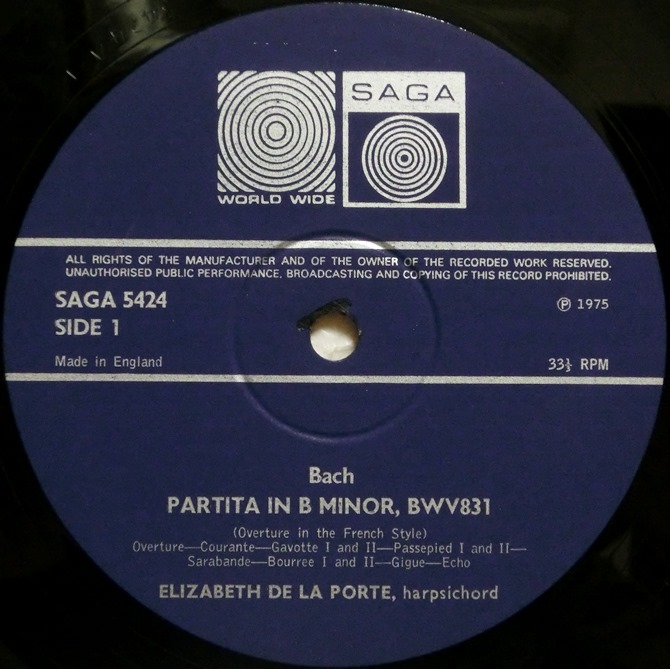 WORLD WIDE
SAGA
ALL RIGHTS OF THE MANUFACTURER AND OF THE OWNER OF THE RECORDED WORK RESERVED.
UNAUTHORISED PUBLIC PERFORMANCE, BROADCASTING AND COPYING OF THIS RECORD PROHIBITED.
SAGA 5424
℗ 1975
SIDE 1
Made in England
33⅓ RPM
Bach
PARTITA IN B MINOR, BWV831
(Overture in the French Style)
Overture—Courante—Gavotte I and II—Passepied I and II—
Sarabande—Bourree I and II—Gigue—Echo
ELIZABETH DE LA PORTE, harpsichord